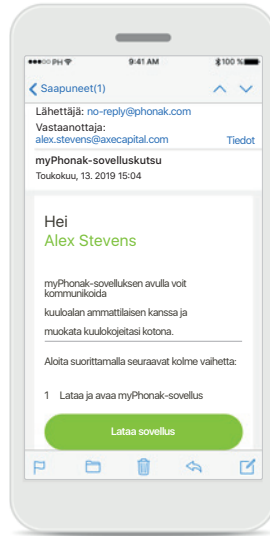 ●●●○○ PH 9:41 AM 100 %
Saapuneet(1)
Lähettäjä: no-reply@phonak.com
Vastaanottaja:
alex.stevens@axecapital.com Tiedot
myPhonak-sovelluskutsu
Toukokuu, 13. 2019 15:04
Hei
Alex Stevens
myPhonak-sovelluksen avulla voit
kommunikoida
kuuloalan ammattilaisen kanssa ja
muokata kuulokojeitasi kotona.
Aloita suorittamalla seuraavat kolme vaihetta:
1 Lataa ja avaa myPhonak-sovellus
Lataa sovellus